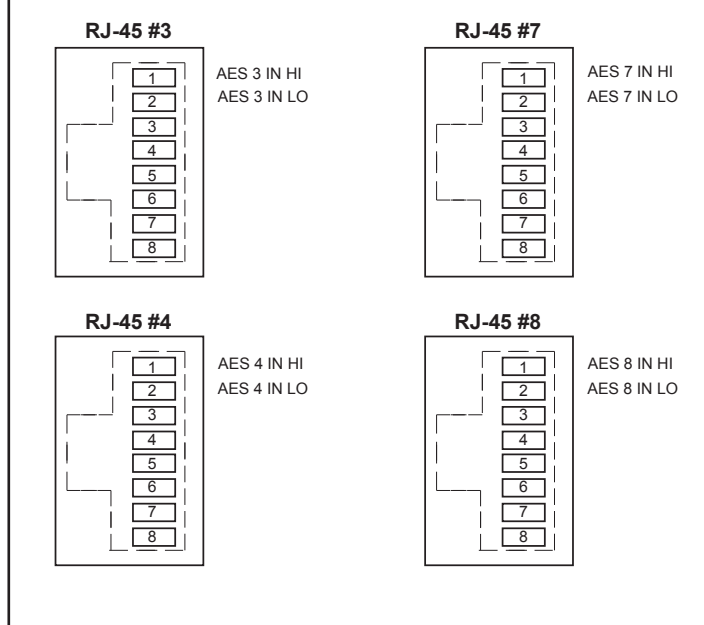 RJ-45 #3
1 AES 3 IN HI
2 AES 3 IN LO
3
4
5
6
7
8
RJ-45 #7
1 AES 7 IN HI
2 AES 7 IN LO
3
4
5
6
7
8
RJ-45 #4
1 AES 4 IN HI
2 AES 4 IN LO
3
4
5
6
7
8
RJ-45 #8
1 AES 8 IN HI
2 AES 8 IN LO
3
4
5
6
7
8